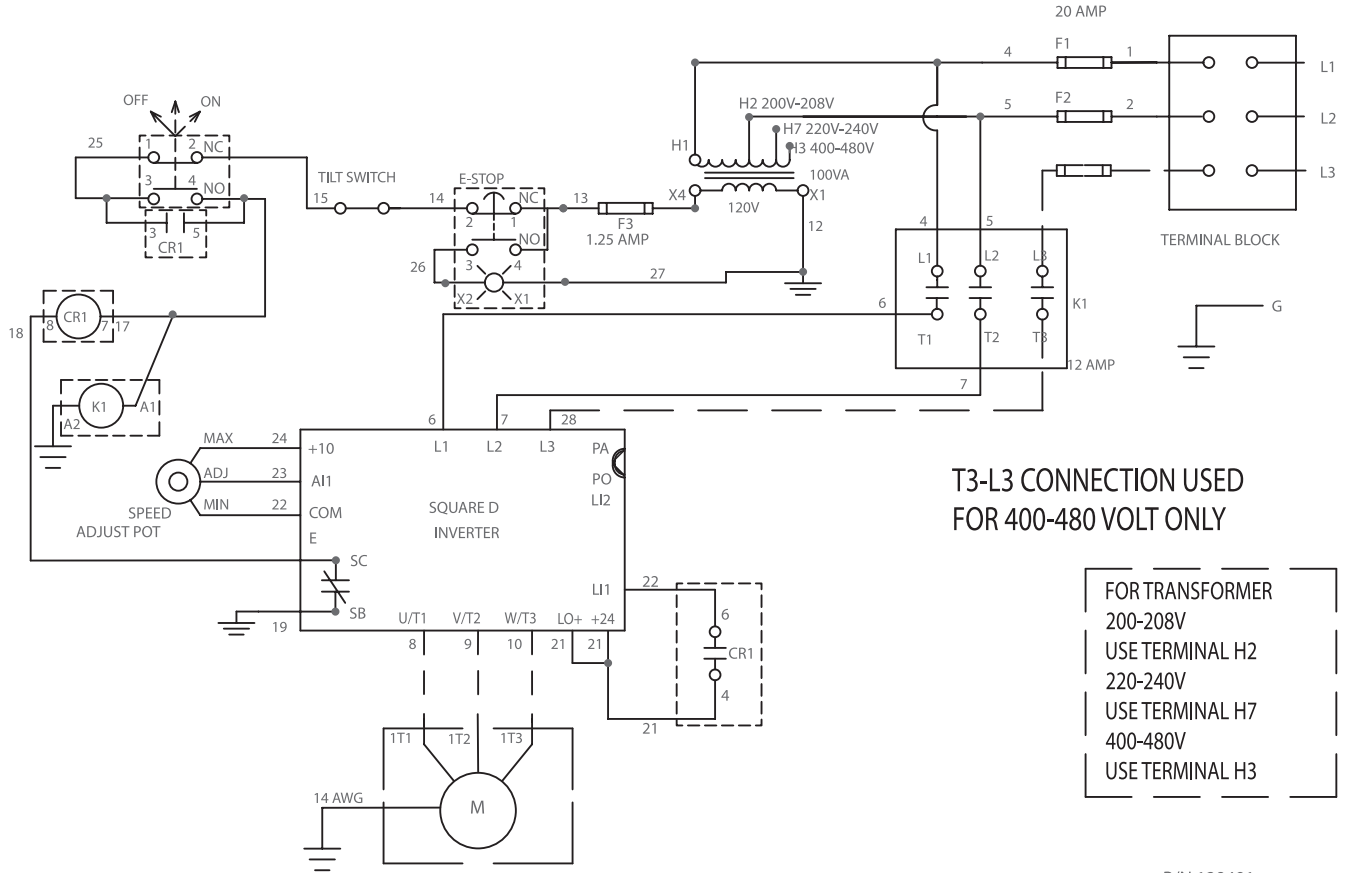 20 AMP
4 F1 1
L1
OFF ON
H2 200V-208V 5 F2 2
L2
25 1 2 NC
H7 220V-240V
H1 H3 400-480V
3 4 NO
TILT SWITCH E-STOP
100VA
L3
15 14 NC 13 X4 X1
2 1 F3 120V
3 5
CR1
NO 1.25 AMP 12
4 5
TERMINAL BLOCK
26 3 4 27
L1 L2 L3
X2 X1
6 K1
G
CR1
18 8 7 17
T1 T2 T3
12 AMP
7
K1 A1
A2
6 7 28
MAX 24 +10 L1 L2 L3 PA
ADJ 23 AI1 PO
LI2
SPEED MIN 22 COM SQUARE D
ADJUST POT
E INVERTER
T3-L3 CONNECTION USED
FOR 400-480 VOLT ONLY
SC
LI1 22
SB
19 U/T1 V/T2 W/T3 LO+ +24
6
8 9 10 21 21
CR1
4
21
1T1 1T2 1T3
14 AWG M
FOR TRANSFORMER
200-208V
USE TERMINAL H2
220-240V
USE TERMINAL H7
400-480V
USE TERMINAL H3